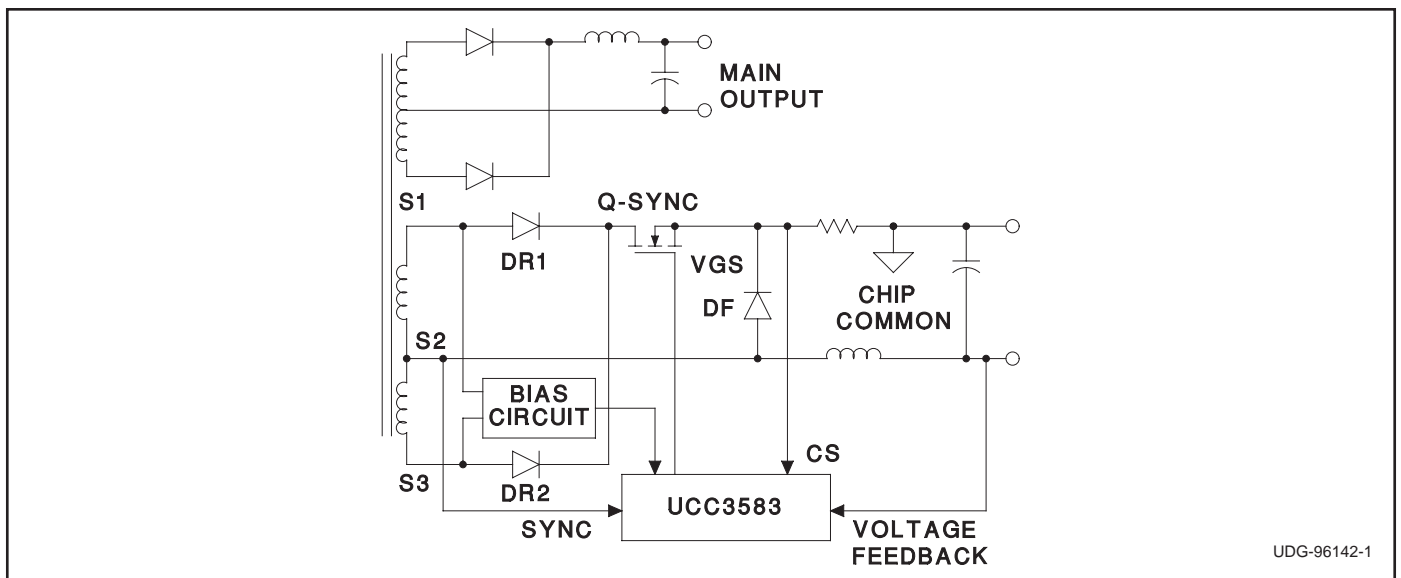 MAIN
OUTPUT
S1
Q-SYNC
DR1
VGS
DF
CHIP
COMMON
S2
BIAS
CIRCUIT
CS
S3
DR2
UCC3583
SYNC
VOLTAGE
FEEDBACK
UDG-96142-1